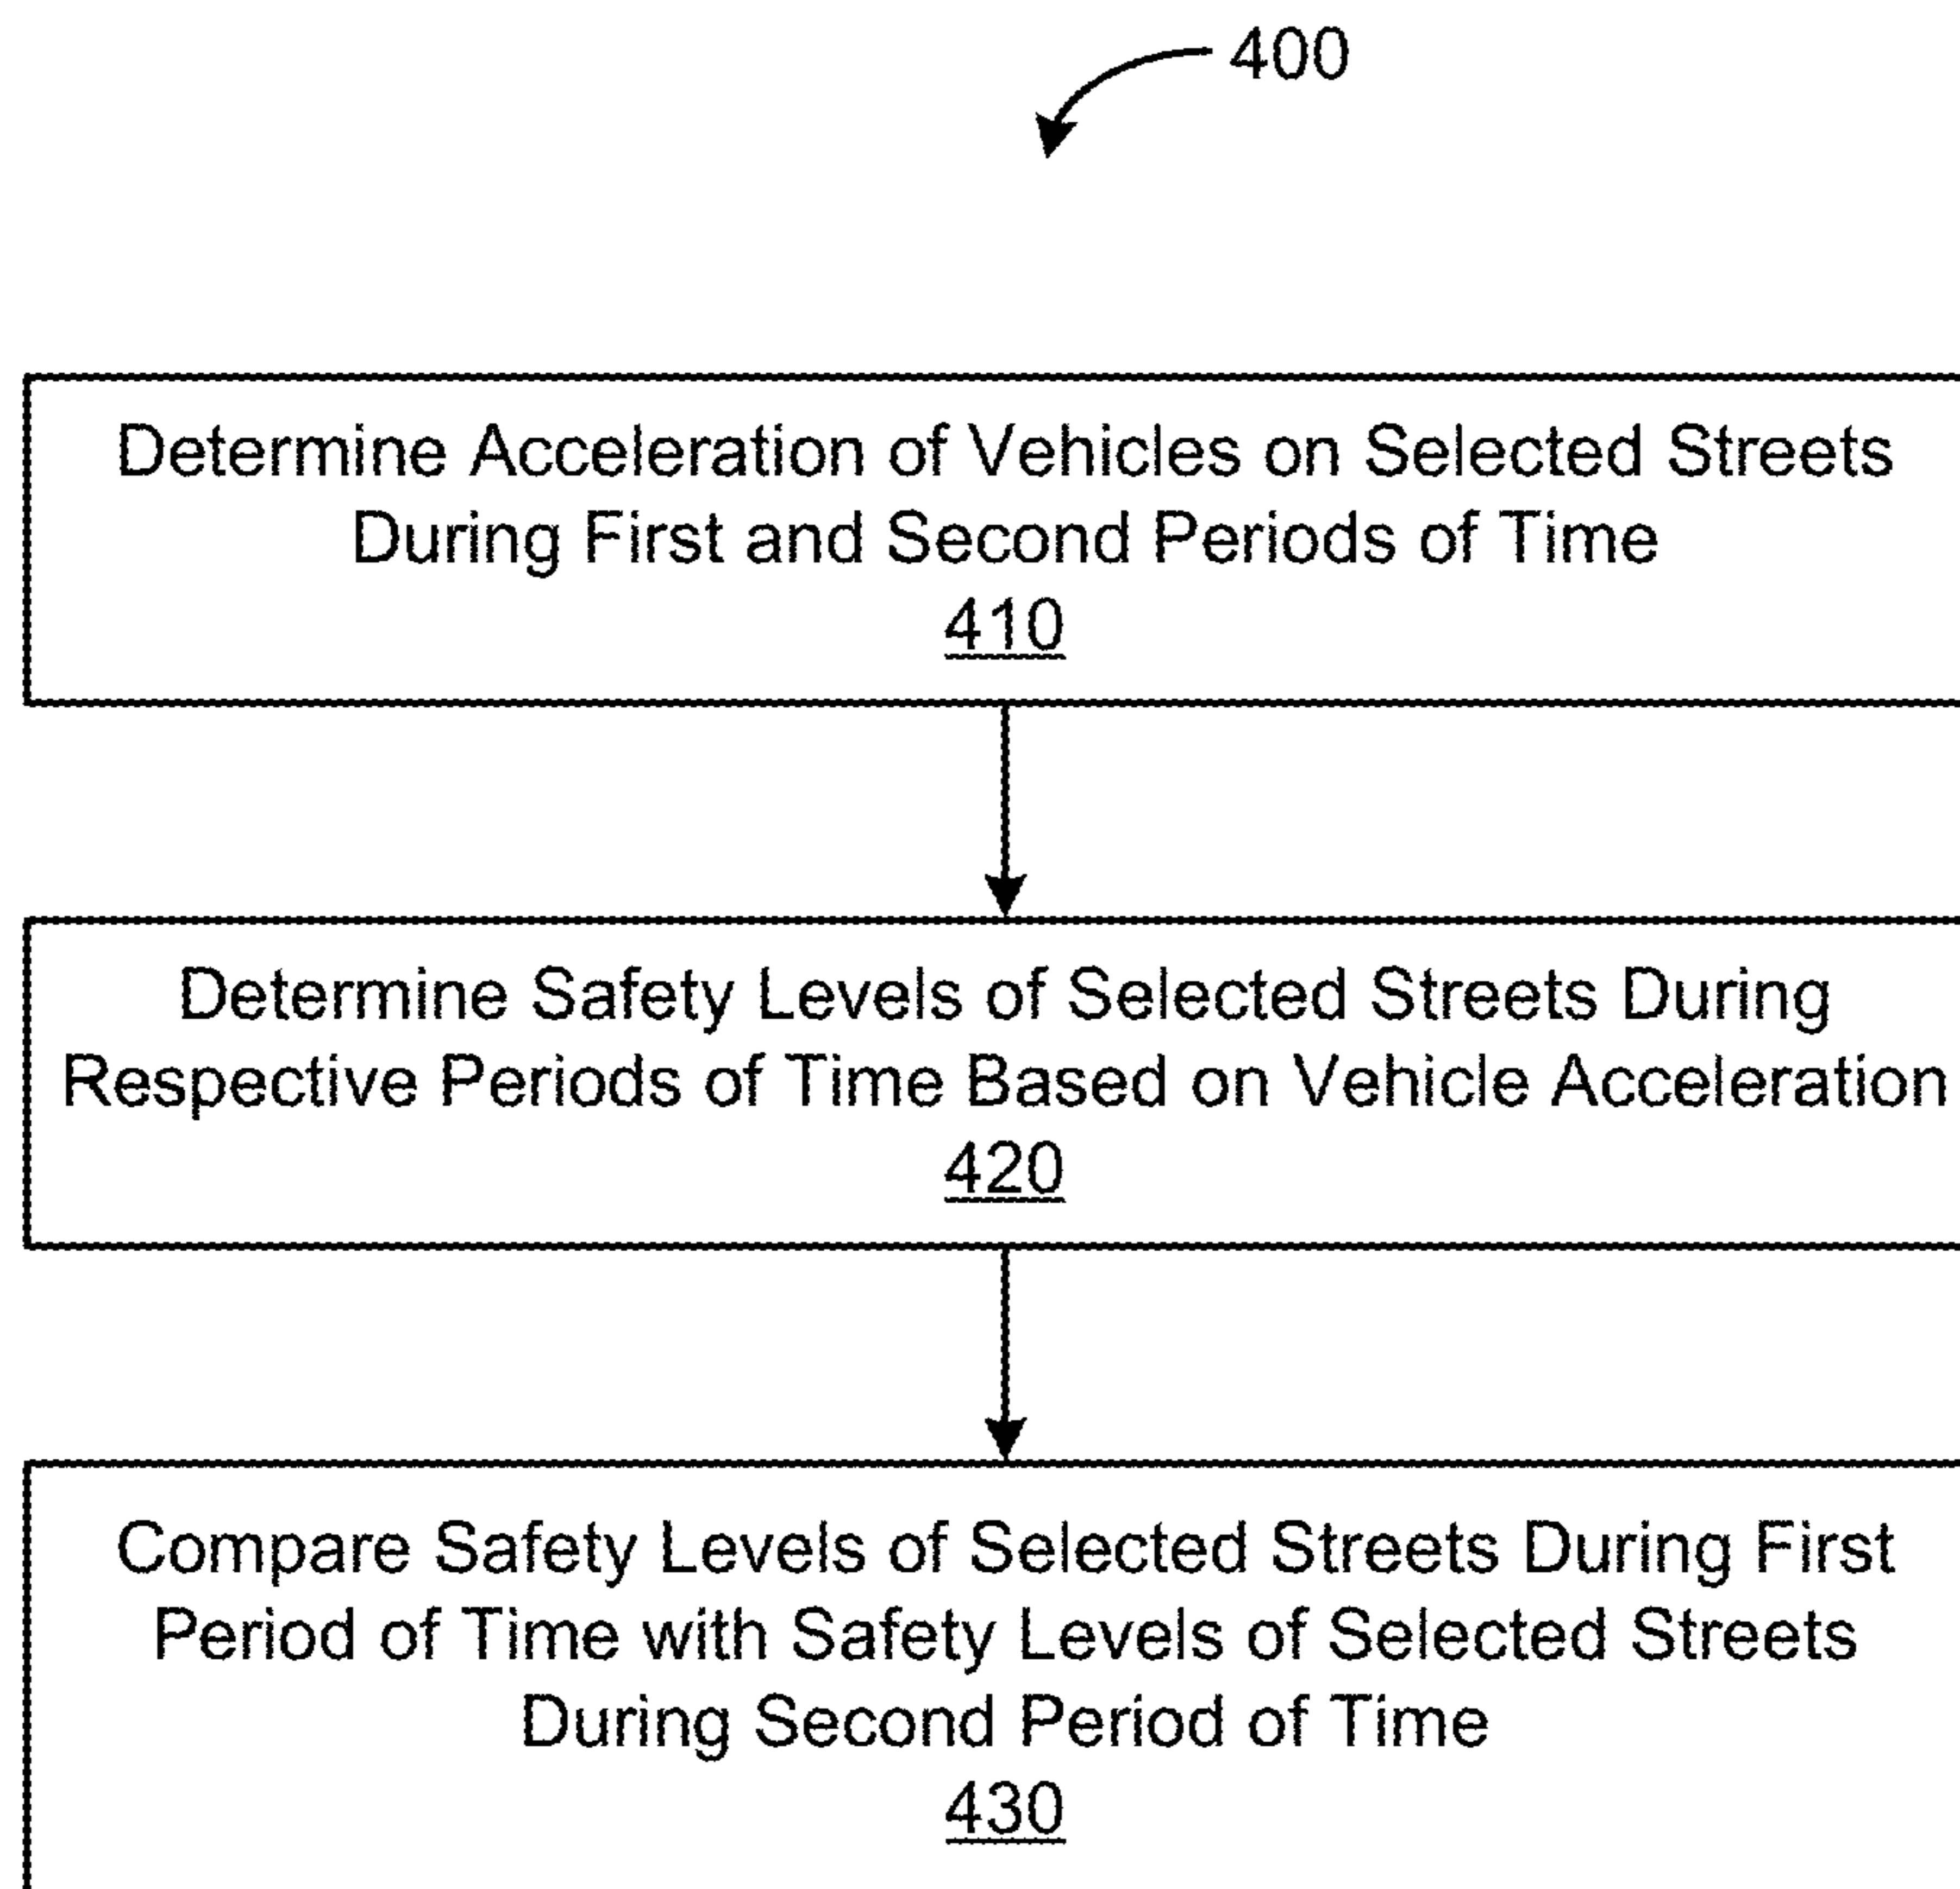 400
Determine Acceleration of Vehicles on Selected Streets
During First and Second Periods of Time
410
Determine Safety Levels of Selected Streets During
Respective Periods of Time Based on Vehicle Acceleration
420
Compare Safety Levels of Selected Streets During First
Period of Time with Safety Levels of Selected Streets
During Second Period of Time
430